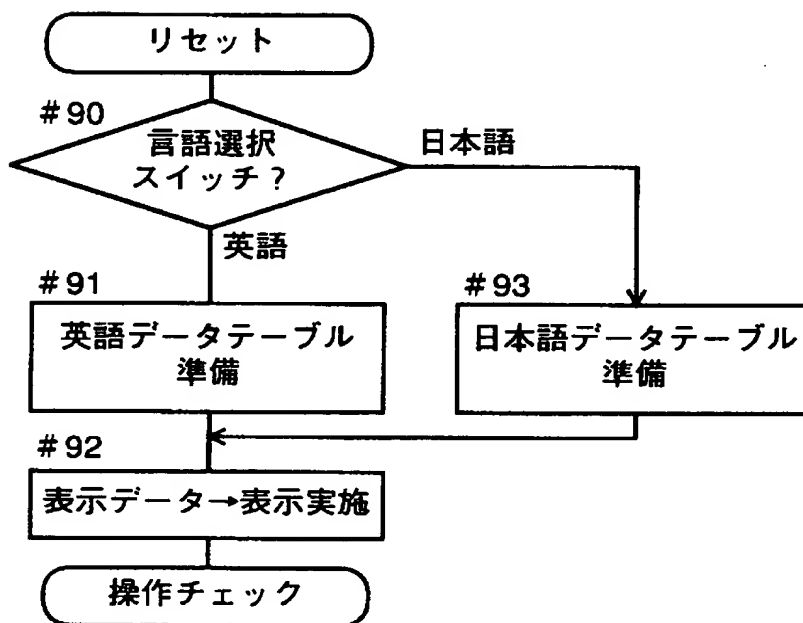 リセット
#90
言語選択
スイッチ?
日本語
英語
#91
英語データテーブル
準備
#93
日本語データテーブル
準備
#92
表示データ→表示実施
操作チェック